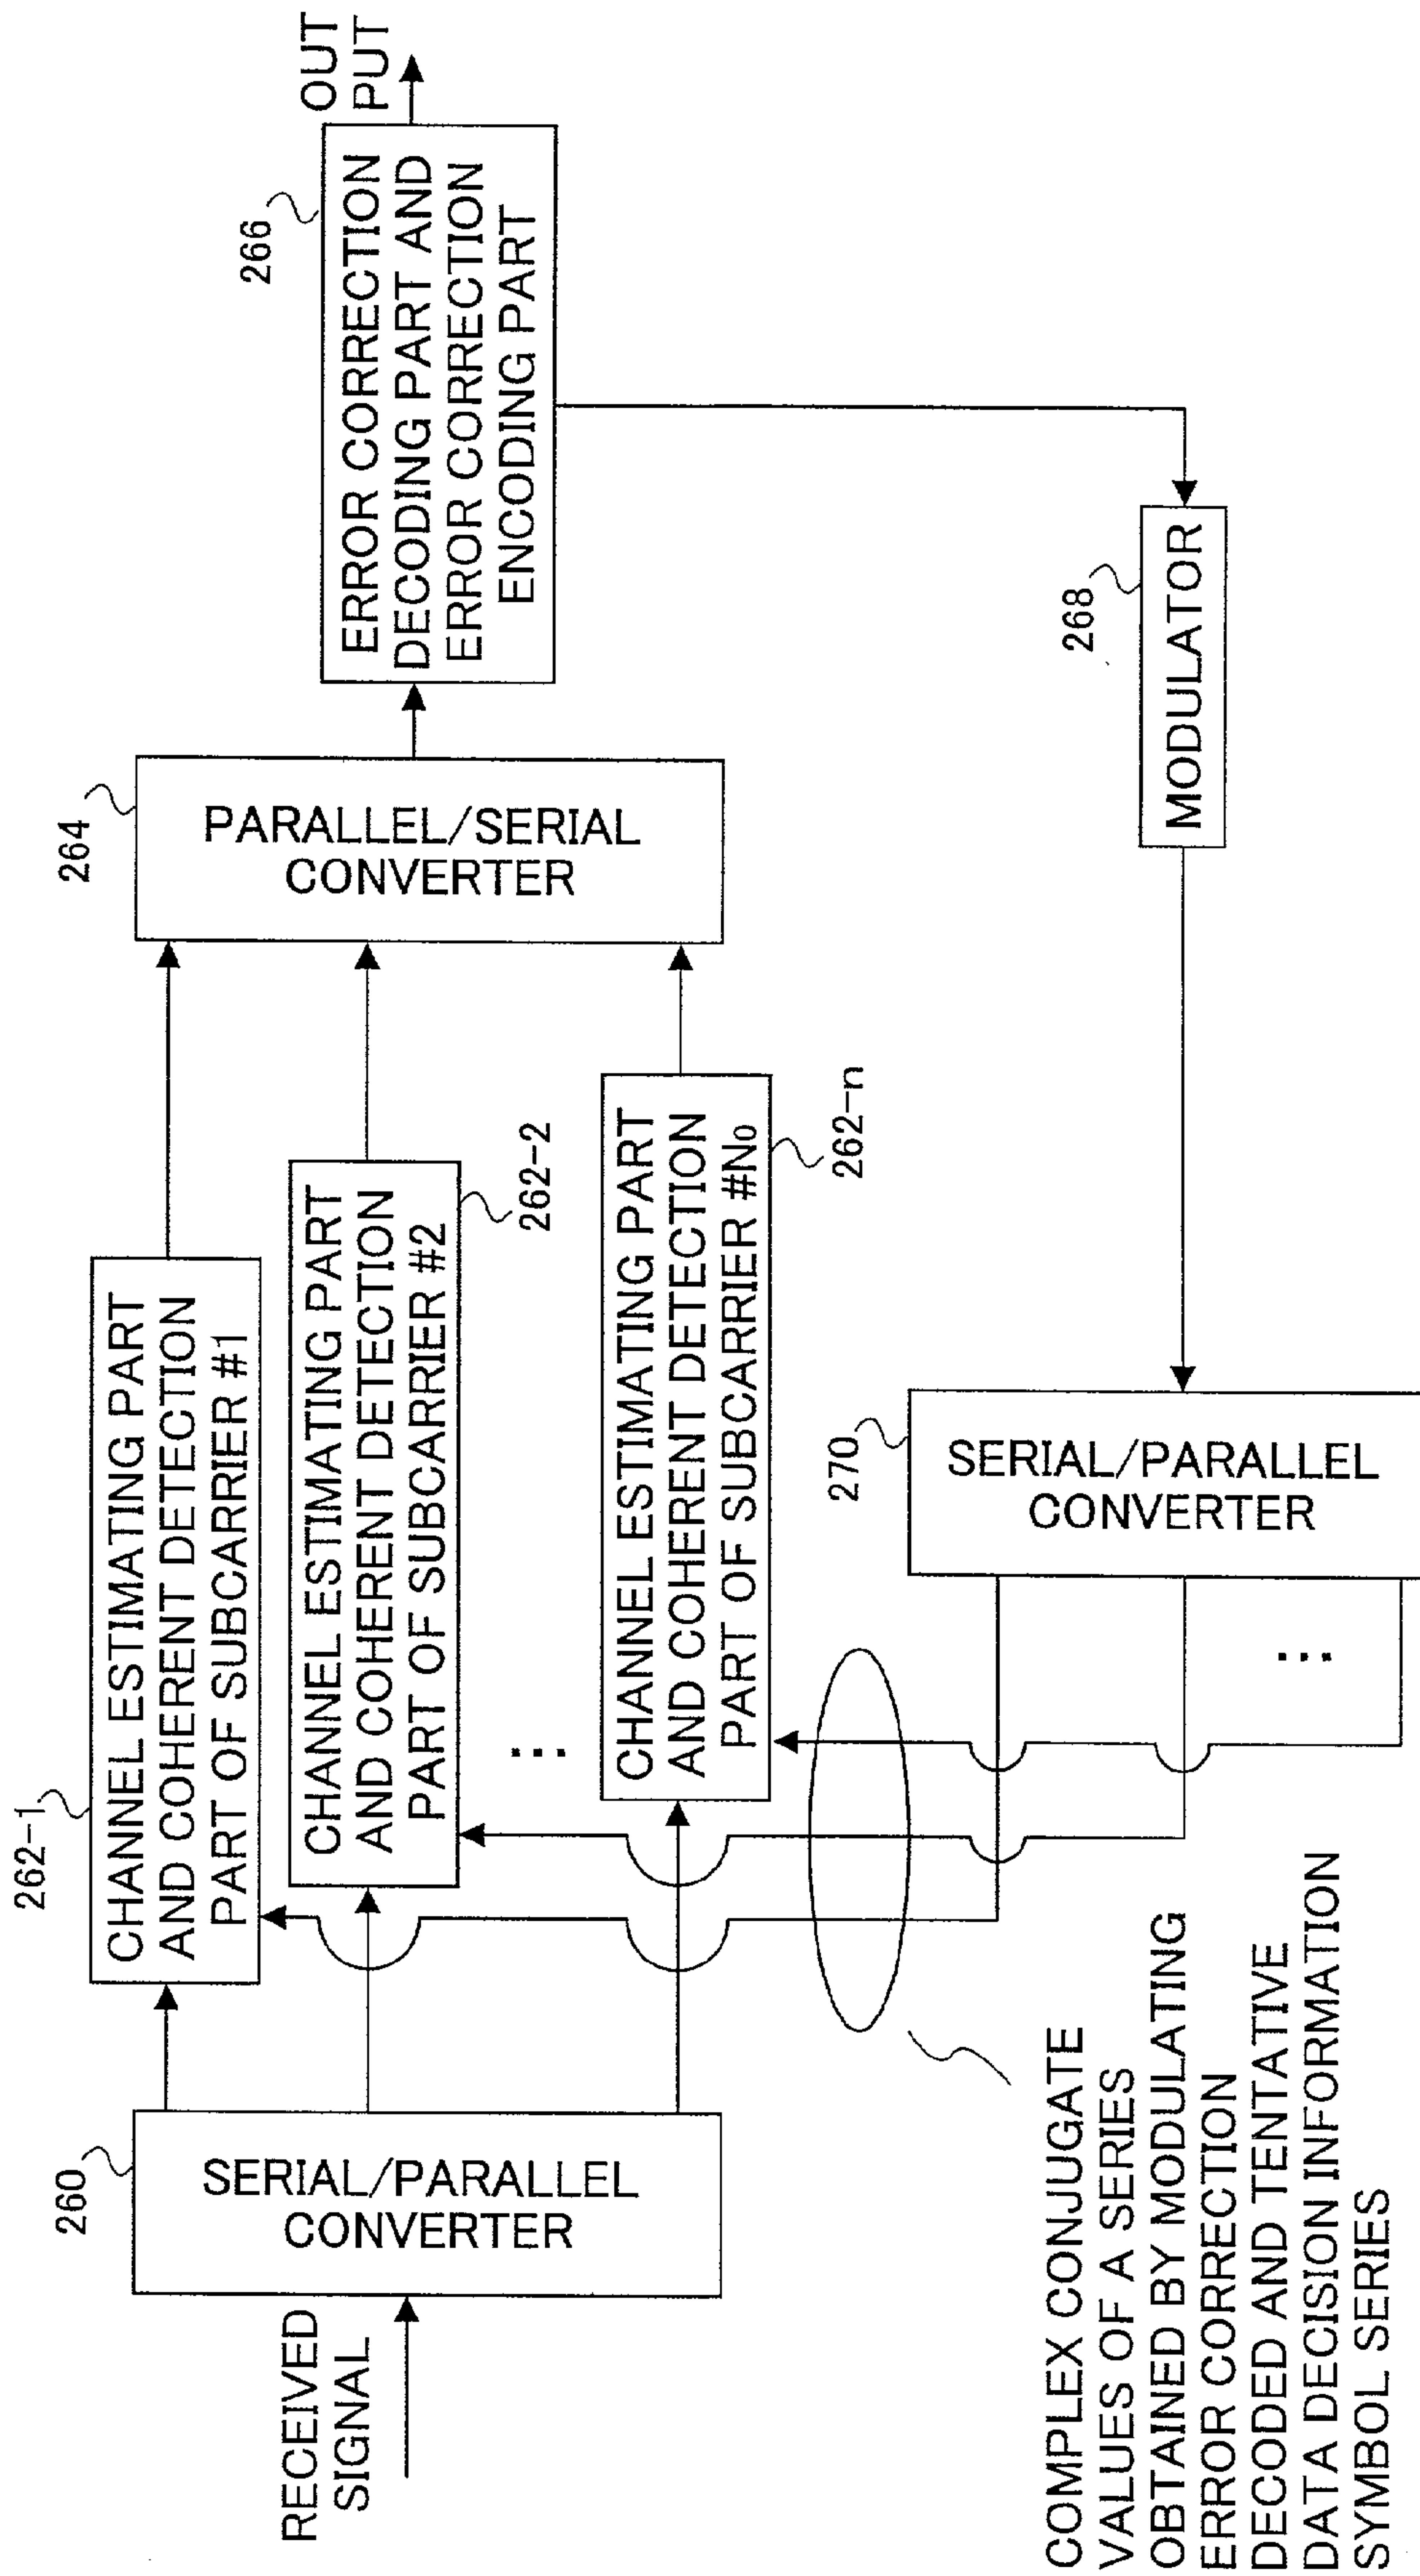 RECEIVED
SIGNAL
260
SERIAL/PARALLEL
CONVERTER
262-1
CHANNEL ESTIMATING PART
AND COHERENT DETECTION
PART OF SUBCARRIER #1
CHANNEL ESTIMATING PART
AND COHERENT DETECTION
PART OF SUBCARRIER #2
262-2
...
CHANNEL ESTIMATING PART
AND COHERENT DETECTION
PART OF SUBCARRIER #N₀
262-n
264
PARALLEL/SERIAL
CONVERTER
266
ERROR CORRECTION
DECODING PART AND
ERROR CORRECTION
ENCODING PART
OUT
PUT
268
MODULATOR
270
SERIAL/PARALLEL
CONVERTER
...
COMPLEX CONJUGATE
VALUES OF A SERIES
OBTAINED BY MODULATING
ERROR CORRECTION
DECODED AND TENTATIVE
DATA DECISION INFORMATION
SYMBOL SERIES